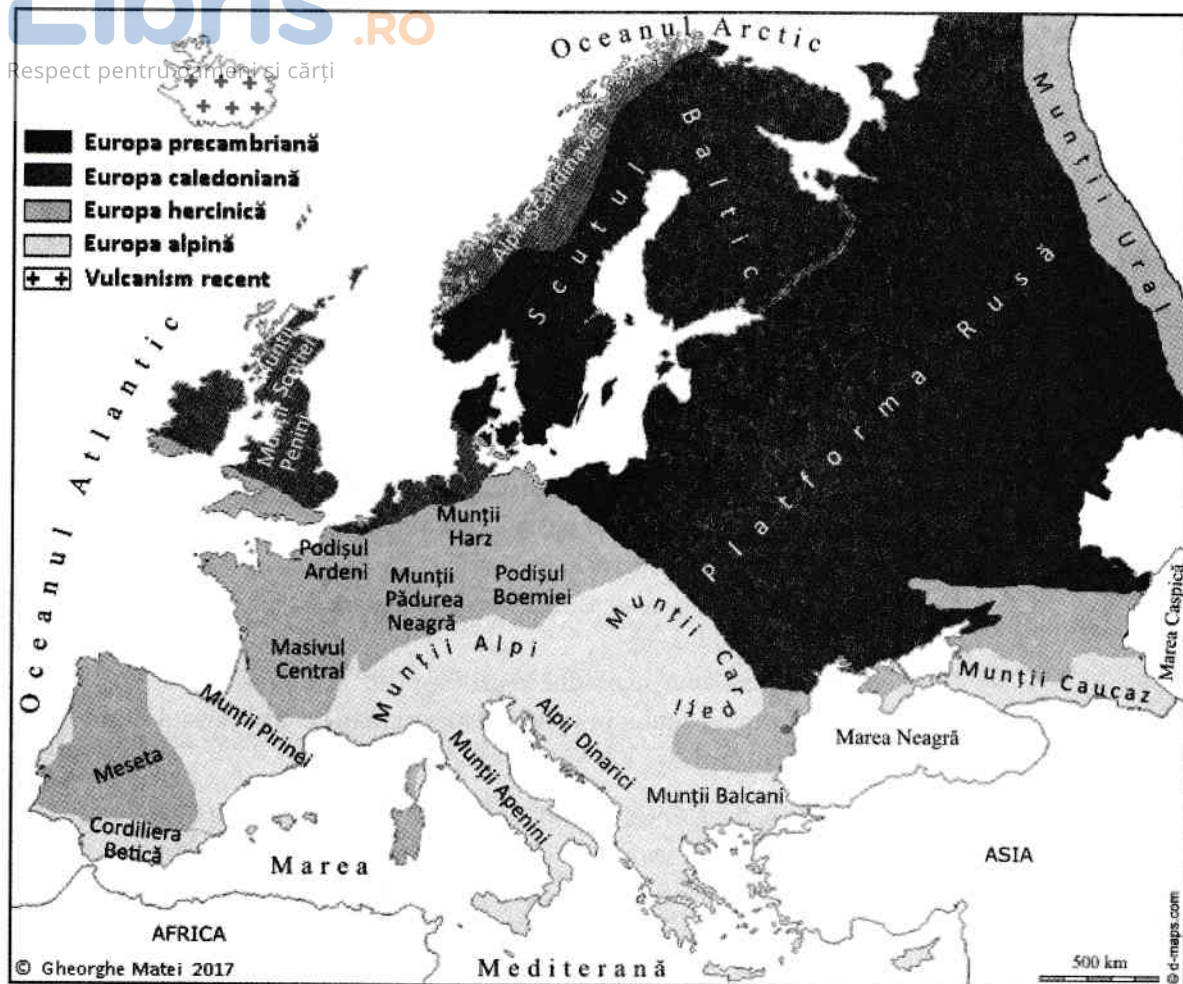 Libris .RO
Respect pentru oameni și cărți
Oceanul Arctic
Europa precambriană
Europa caledoniană
Europa hercinică
Europa alpină
Vulcanism recent
Alpii Scandinaviei
Scutul Baltic
Munții Ural
Platforma Rusă
Oceanul Atlantic
Munții Scoției
Munții Penini
Munții Harz
Podișul Ardeni
Munții Pădurea Neagră
Podișul Boemiei
Masivul Central
Munții Alpi
Munții Carpați
Munții Pirinei
Meseta
Cordiliera Betică
Munții Apenini
Alpii Dinarici
Munții Balcani
Marea Neagră
Munții Caucaz
Marea Caspică
Marea Mediterană
ASIA
AFRICA
© Gheorghe Matei 2017
500 km
© d-maps.com